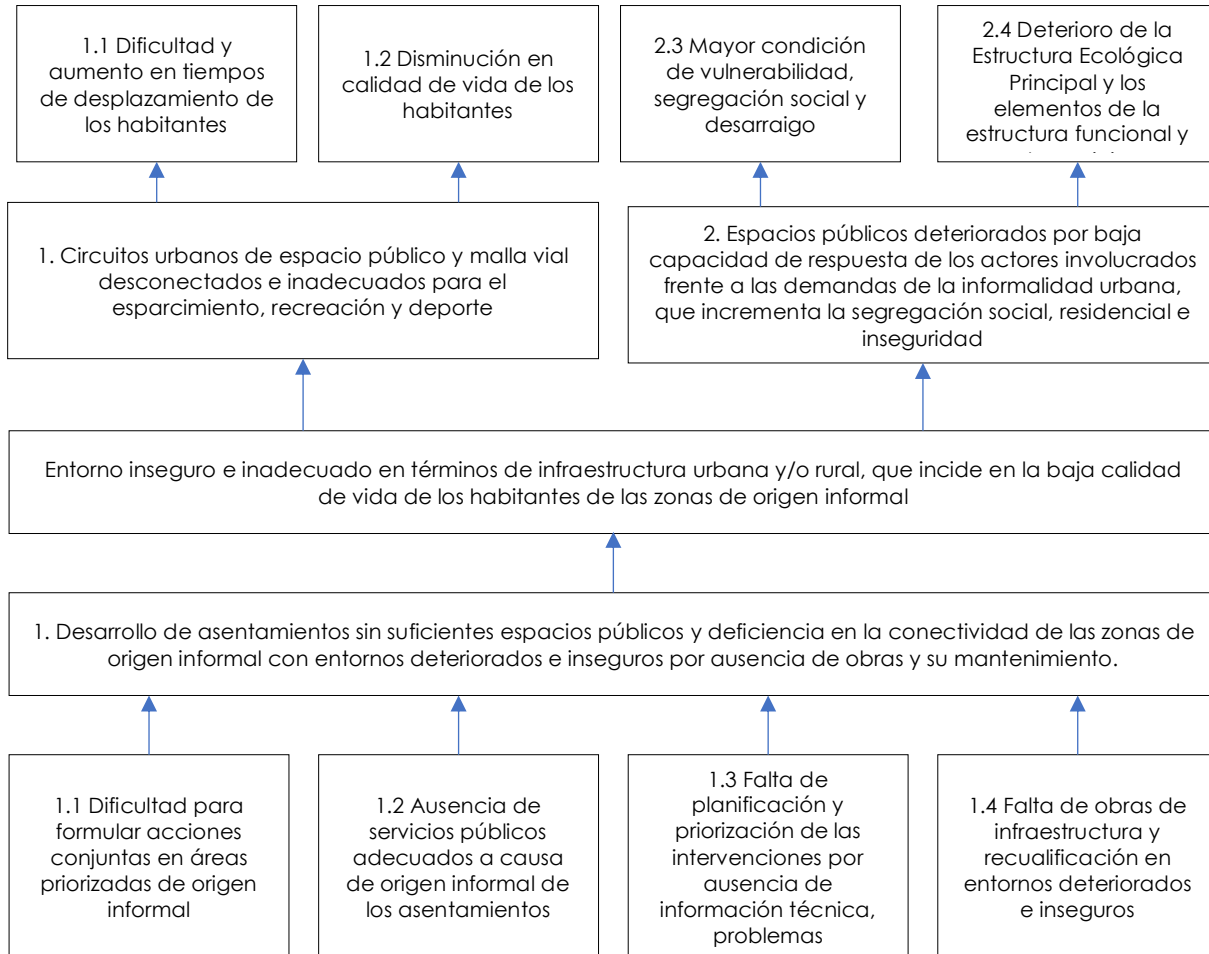 1.1 Dificultad y
aumento en tiempos
de desplazamiento de
los habitantes
1.2 Disminución en
calidad de vida de los
habitantes
2.3 Mayor condición
de vulnerabilidad,
segregación social y
desarraigo
2.4 Deterioro de la
Estructura Ecológica
Principal y los
elementos de la
estructura funcional y
1. Circuitos urbanos de espacio público y malla vial
desconectados e inadecuados para el
esparcimiento, recreación y deporte
2. Espacios públicos deteriorados por baja
capacidad de respuesta de los actores involucrados
frente a las demandas de la informalidad urbana,
que incrementa la segregación social, residencial e
inseguridad
Entorno inseguro e inadecuado en términos de infraestructura urbana y/o rural, que incide en la baja calidad
de vida de los habitantes de las zonas de origen informal
1. Desarrollo de asentamientos sin suficientes espacios públicos y deficiencia en la conectividad de las zonas de
origen informal con entornos deteriorados e inseguros por ausencia de obras y su mantenimiento.
1.1 Dificultad para
formular acciones
conjuntas en áreas
priorizadas de origen
informal
1.2 Ausencia de
servicios públicos
adecuados a causa
de origen informal de
los asentamientos
1.3 Falta de
planificación y
priorización de las
intervenciones por
ausencia de
información técnica,
problemas
1.4 Falta de obras de
infraestructura y
recualificación en
entornos deteriorados
e inseguros